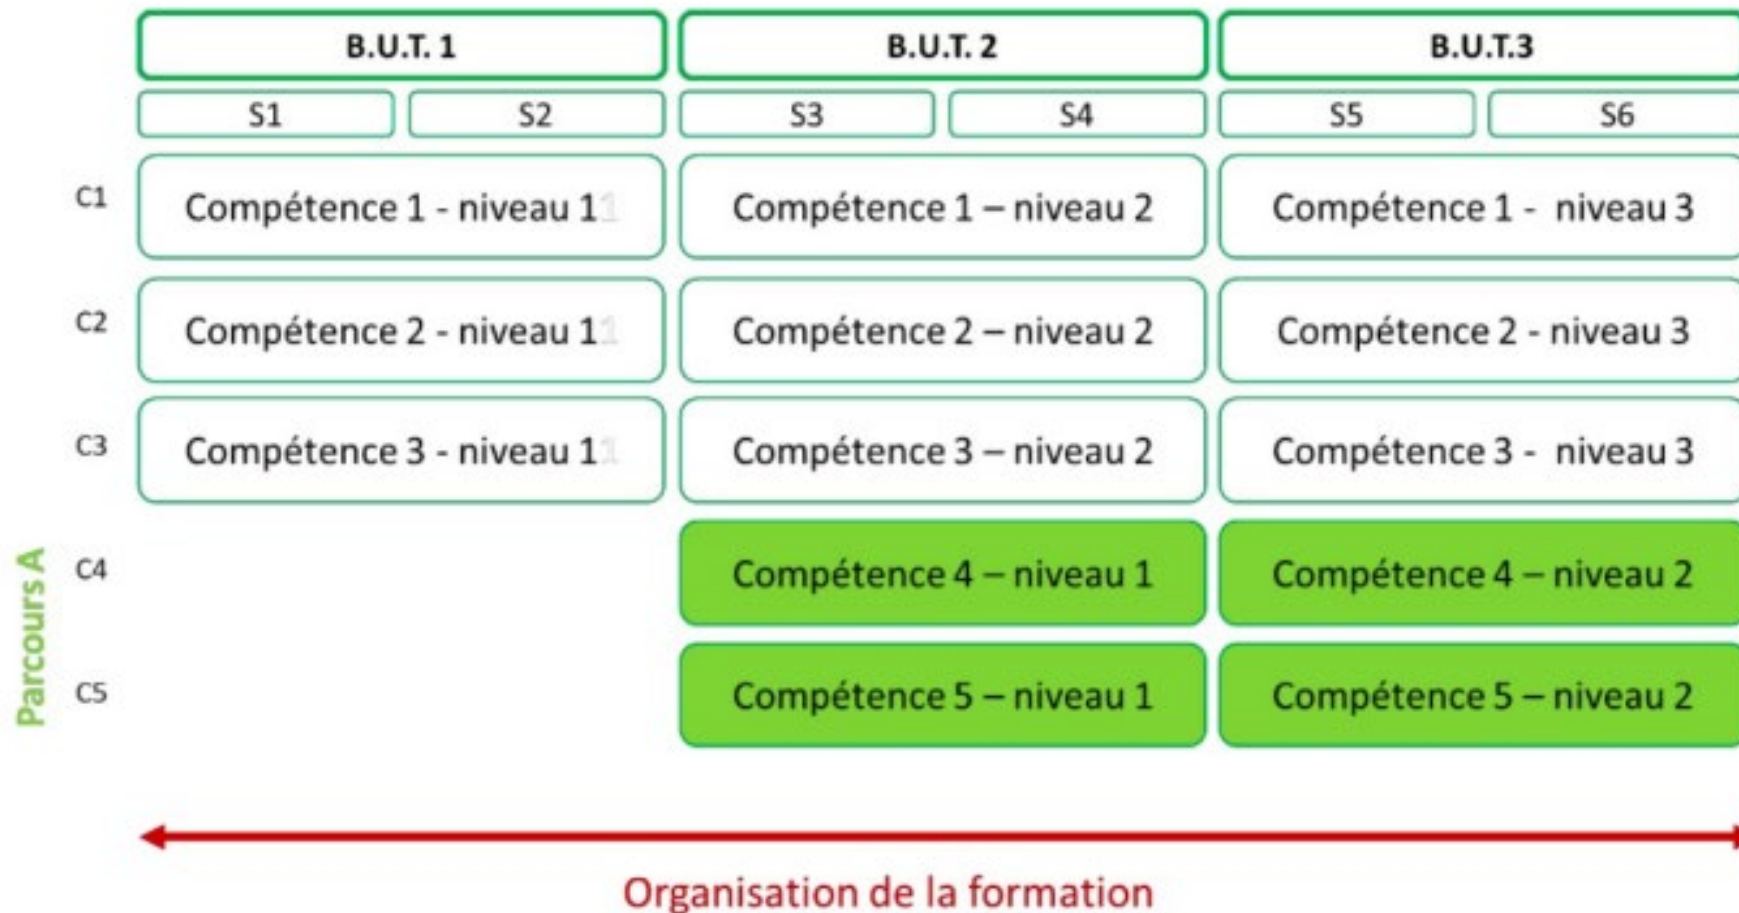 B.U.T. 1 B.U.T. 2 B.U.T.3
S1 S2 S3 S4 S5 S6
C1 Compétence 1 - niveau 1 Compétence 1 – niveau 2 Compétence 1 - niveau 3
C2 Compétence 2 - niveau 1 Compétence 2 – niveau 2 Compétence 2 - niveau 3
C3 Compétence 3 - niveau 1 Compétence 3 – niveau 2 Compétence 3 - niveau 3
Parcours A
C4 Compétence 4 – niveau 1 Compétence 4 – niveau 2
C5 Compétence 5 – niveau 1 Compétence 5 – niveau 2
Organisation de la formation